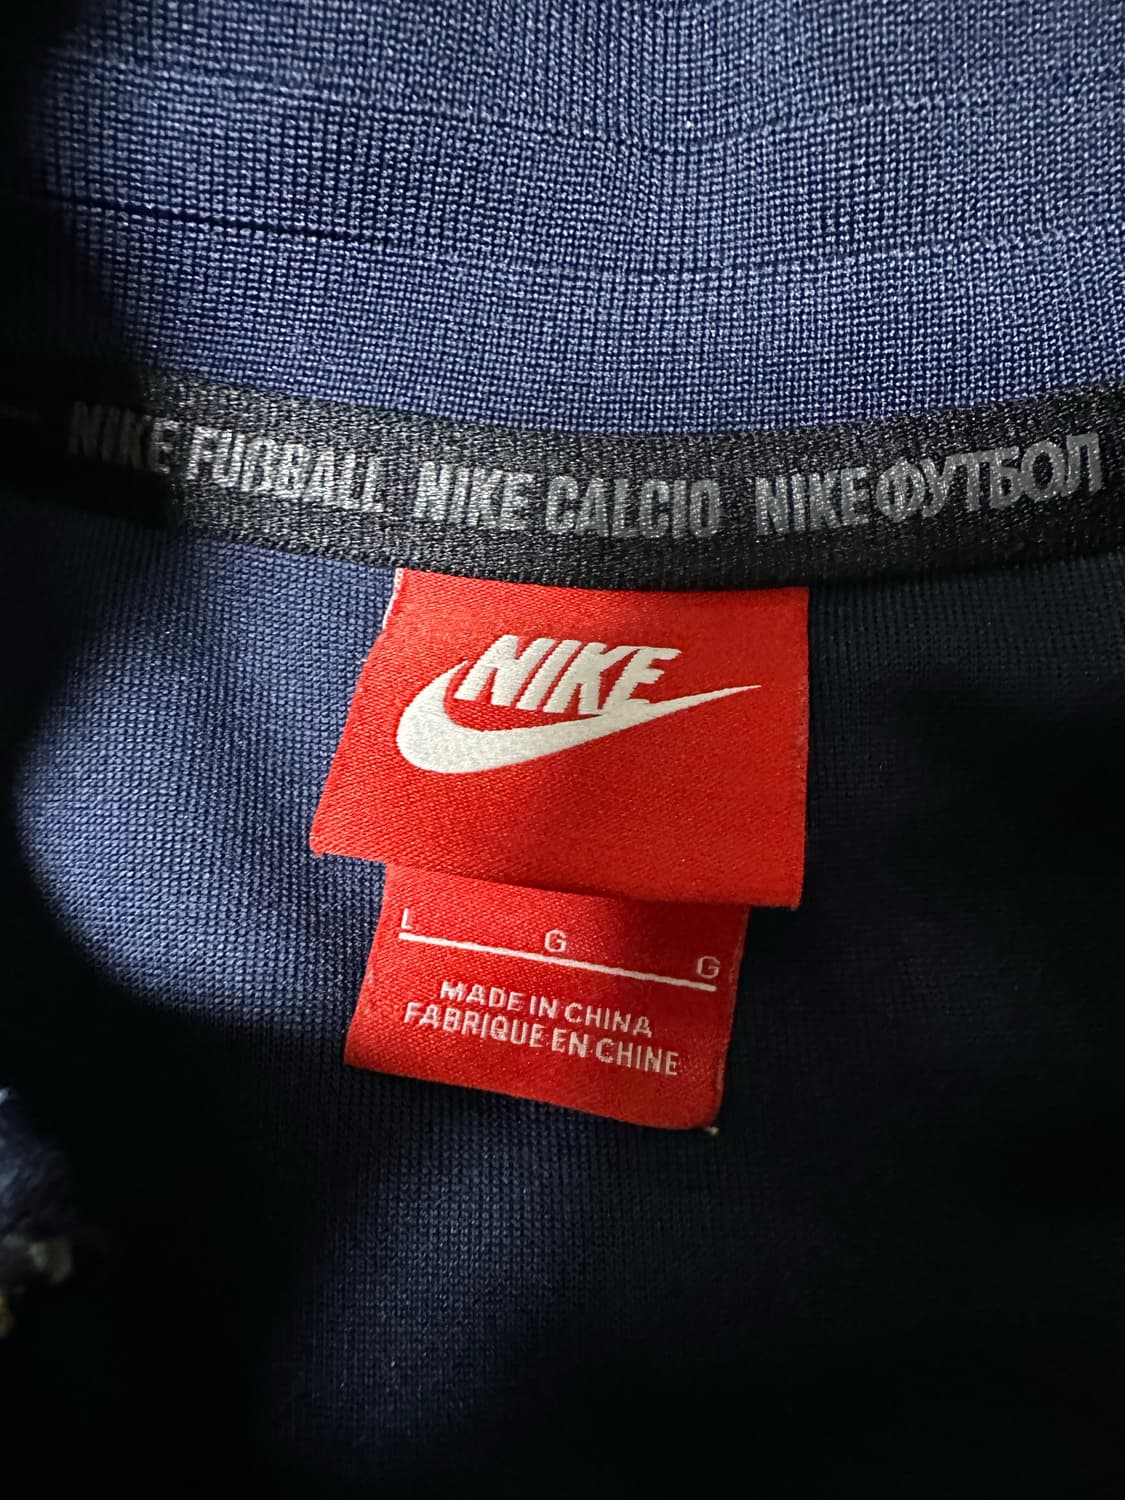 NIKE FUßBALL NIKE CALCIO NIKE ФУТБОЛ
NIKE
L G G
MADE IN CHINA
FABRIQUE EN CHINE